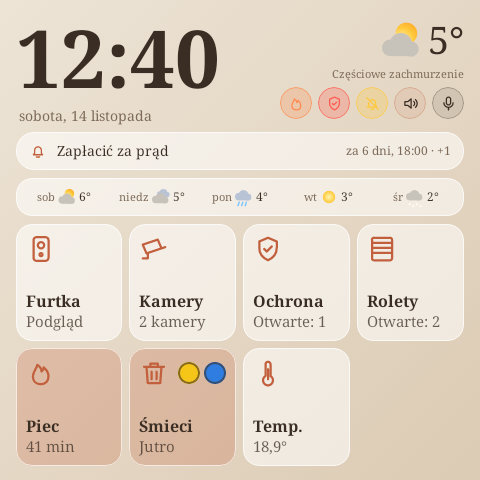 12:40
5°
Częściowe zachmurzenie
sobota, 14 listopada
Zapłacić za prąd
za 6 dni, 18:00 · +1
sob 6° niedz 5° pon 4° wt 3° śr 2°
Furtka
Podgląd
Kamery
2 kamery
Ochrona
Otwarte: 1
Rolety
Otwarte: 2
Piec
41 min
Śmieci
Jutro
Temp.
18,9°